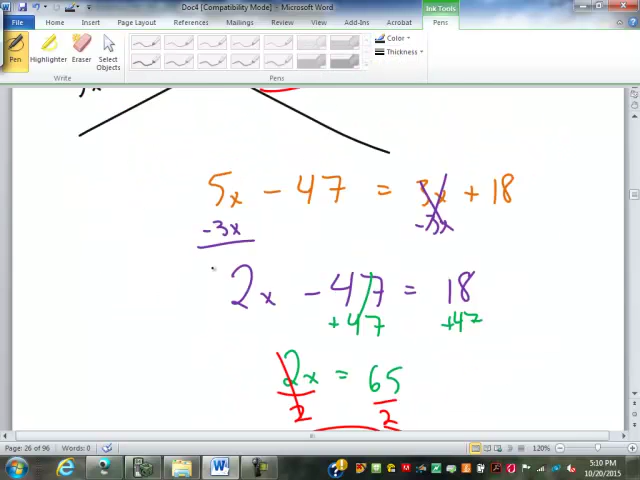 Doc4 [Compatibility Mode] - Microsoft Word
Ink Tools
File Home Insert Page Layout References Mailings Review View Add-Ins Acrobat Pens
Pen Highlighter Eraser Select Objects
Color
Thickness
Write Pens
5x - 47 = 3x + 18
-3x -3x
2x - 47 = 18
+47 +47
2x = 65
2 2
Page: 26 of 96 Words: 0 120%
5:10 PM
10/20/2015